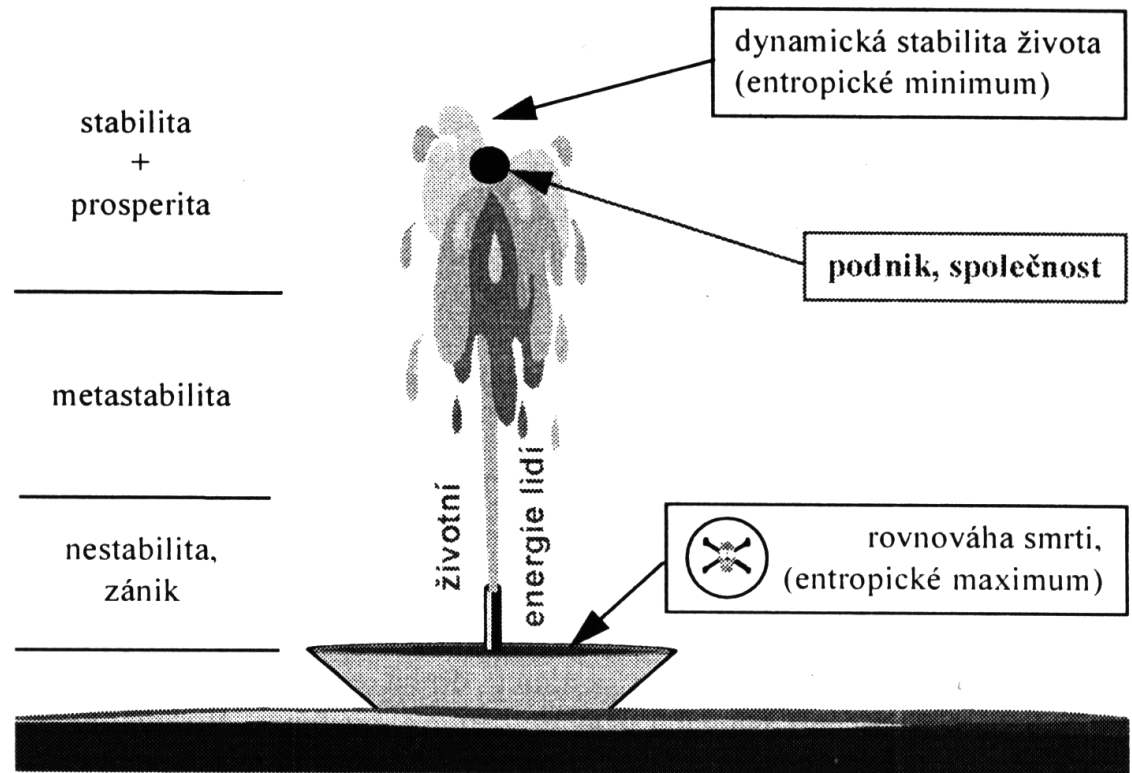 dynamická stabilita života
(entropické minimum)
stabilita
+
prosperita
podnik, společnost
metastabilita
životní
energie lidí
nestabilita,
zánik
rovnováha smrti,
(entropické maximum)